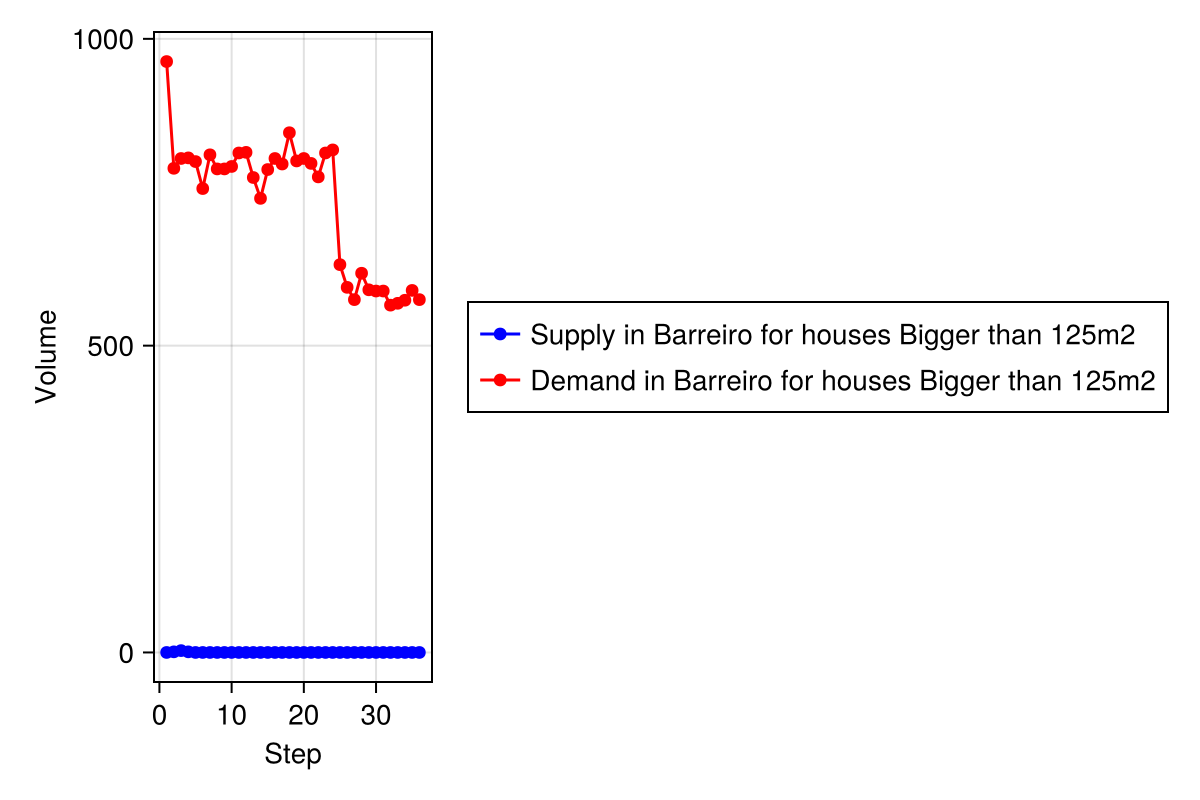 1000
500
0
Volume
0 10 20 30
Step
Supply in Barreiro for houses Bigger than 125m2
Demand in Barreiro for houses Bigger than 125m2